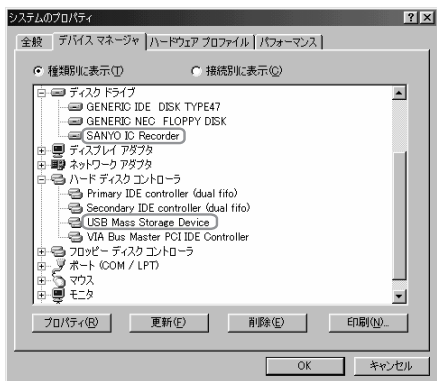 システムのプロパティ
全般 デバイス マネージャ ハードウェア プロファイル パフォーマンス
種類別に表示(T) 接続別に表示(C)
ディスク ドライブ
GENERIC IDE DISK TYPE47
GENERIC NEC FLOPPY DISK
SANYO IC Recorder
ディスプレイ アダプタ
ネットワーク アダプタ
ハード ディスク コントローラ
Primary IDE controller (dual fifo)
Secondary IDE controller (dual fifo)
USB Mass Storage Device
VIA Bus Master PCI IDE Controller
フロッピー ディスク コントローラ
ポート (COM / LPT)
マウス
モニタ
プロパティ(R) 更新(F) 削除(E) 印刷(N)...
OK キャンセル